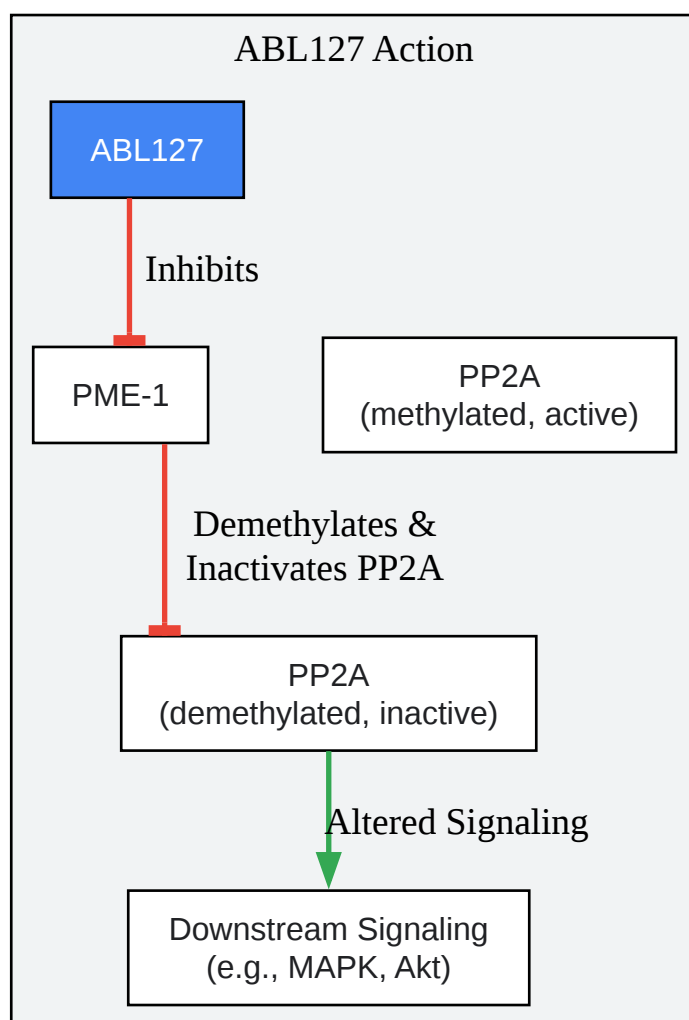 ABL127 Action
ABL127
Inhibits
PME-1
PP2A
(methylated, active)
Demethylates &
Inactivates PP2A
PP2A
(demethylated, inactive)
Altered Signaling
Downstream Signaling
(e.g., MAPK, Akt)